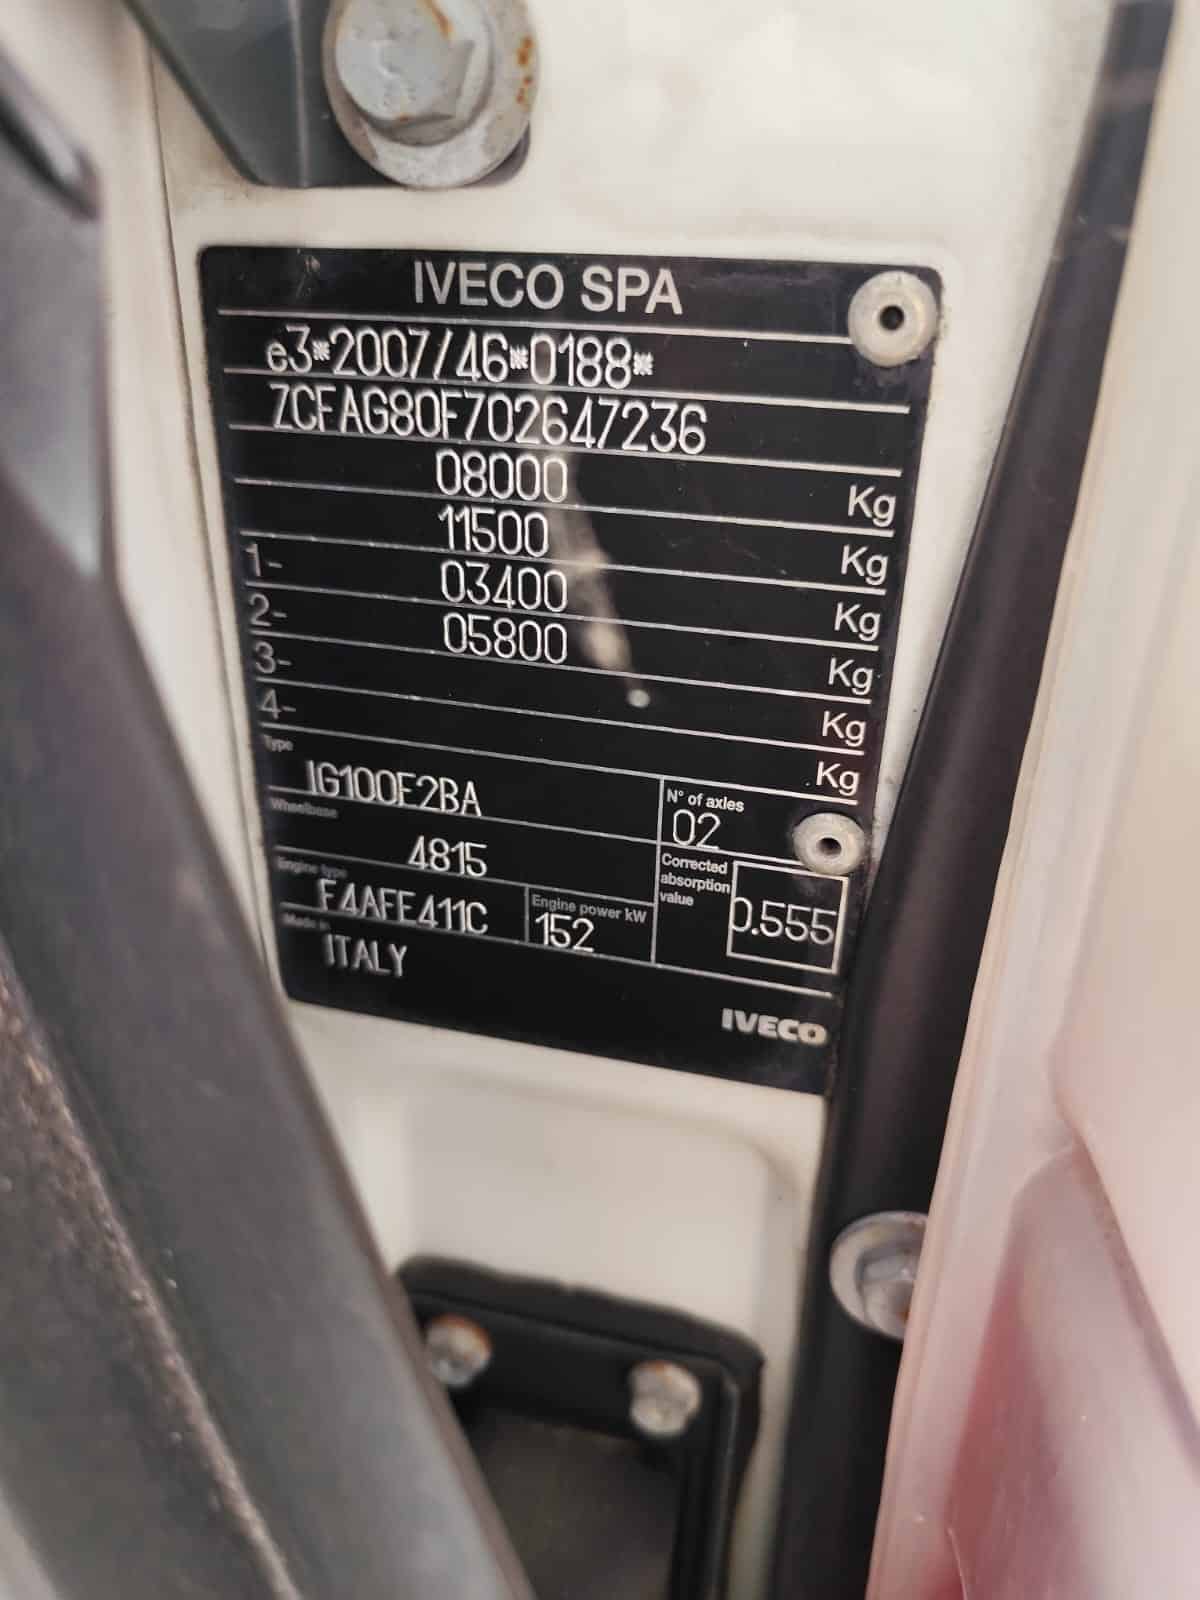 IVECO SPA
e3*2007/46*0188*
ZCFAG80F702647236
08000 Kg
11500 Kg
1- 03400 Kg
2- 05800 Kg
3- Kg
4- Kg
Type
IG100E2BA
N° of axles
02
Wheelbase
4815
Corrected
absorption
value
0.555
Engine type
F4AFE411C
Engine power kW
152
Made in
ITALY
IVECO